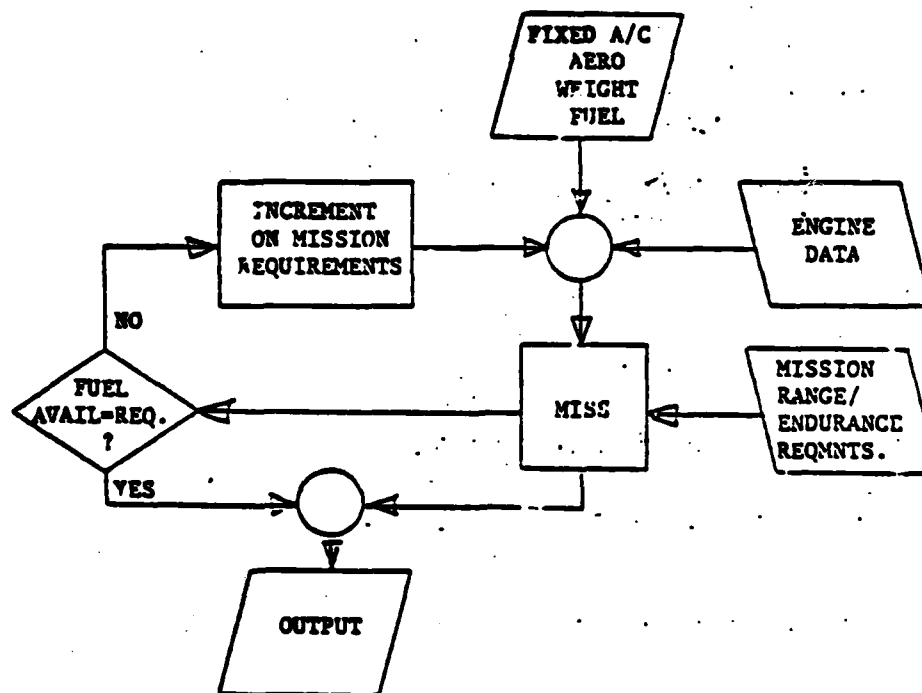 FIXED A/C
AERO
WEIGHT
FUEL
INCREMENT
ON MISSION
REQUIREMENTS
ENGINE
DATA
NO
FUEL
AVAIL=REQ.
?
MISS
MISSION
RANGE/
ENDURANCE
REQMNTS.
YES
OUTPUT